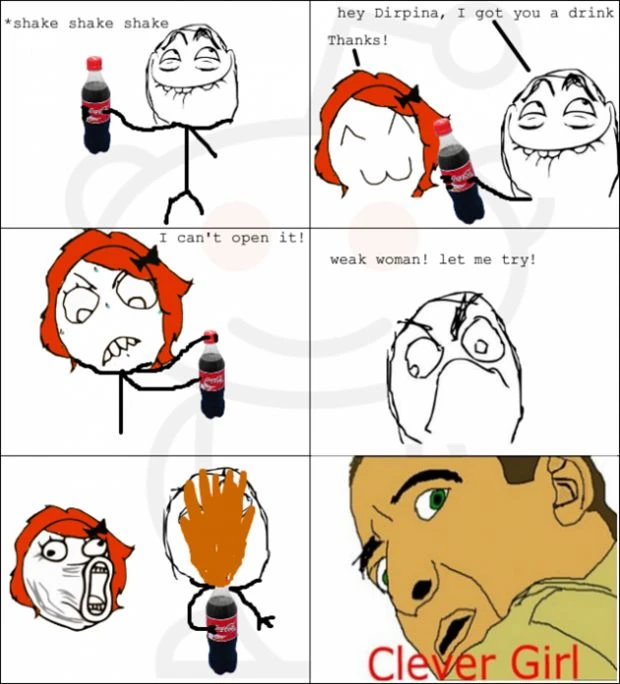 *shake shake shake
hey Dirpina, I got you a drink
Thanks!
I can't open it!
weak woman! let me try!
Clever Girl